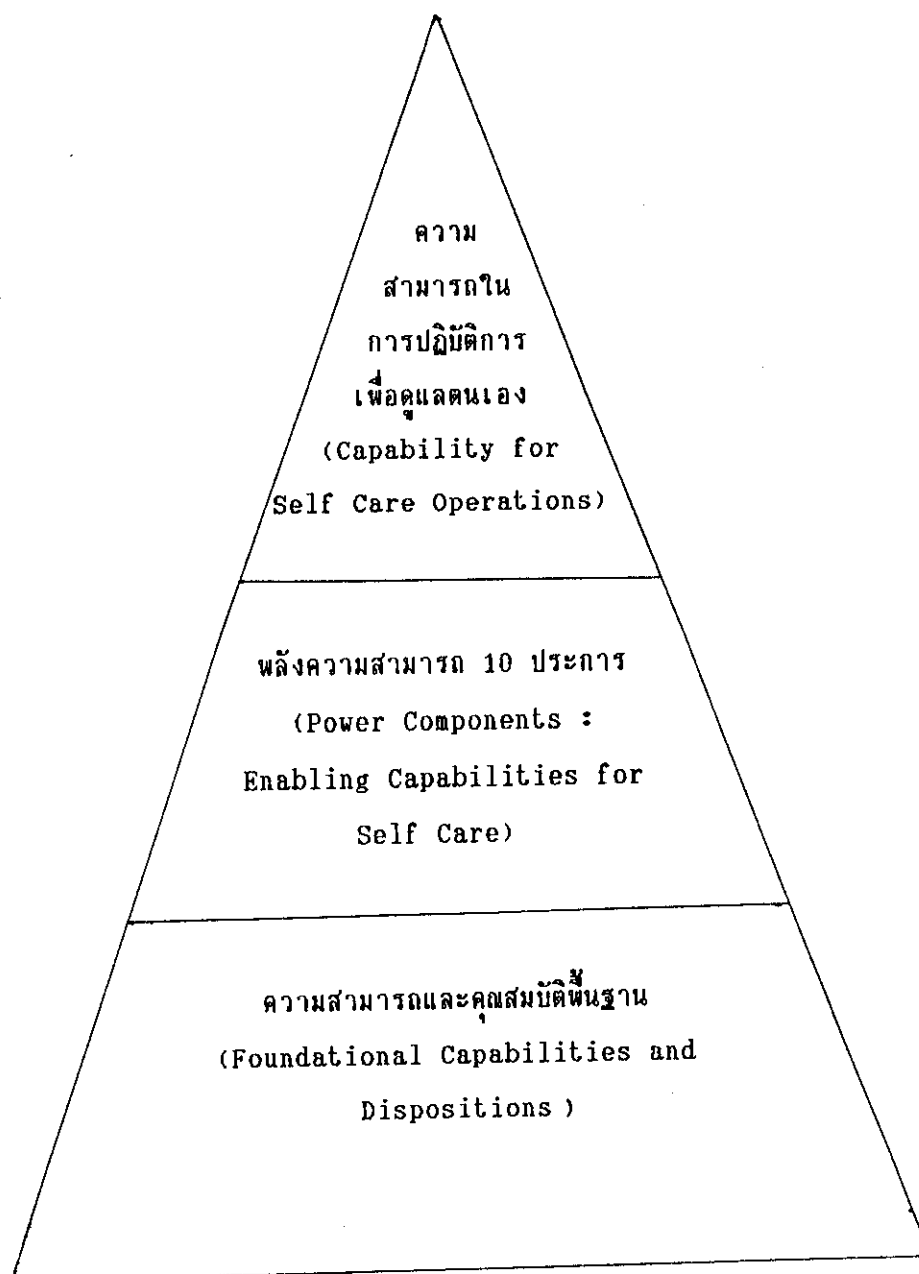 ความ
สามารถใน
การปฏิบัติการ
เพื่อดูแลตนเอง
(Capability for
Self Care Operations)
พลังความสามารถ 10 ประการ
(Power Components :
Enabling Capabilities for
Self Care)
ความสามารถและคุณสมบัติพื้นฐาน
(Foundational Capabilities and
Dispositions )